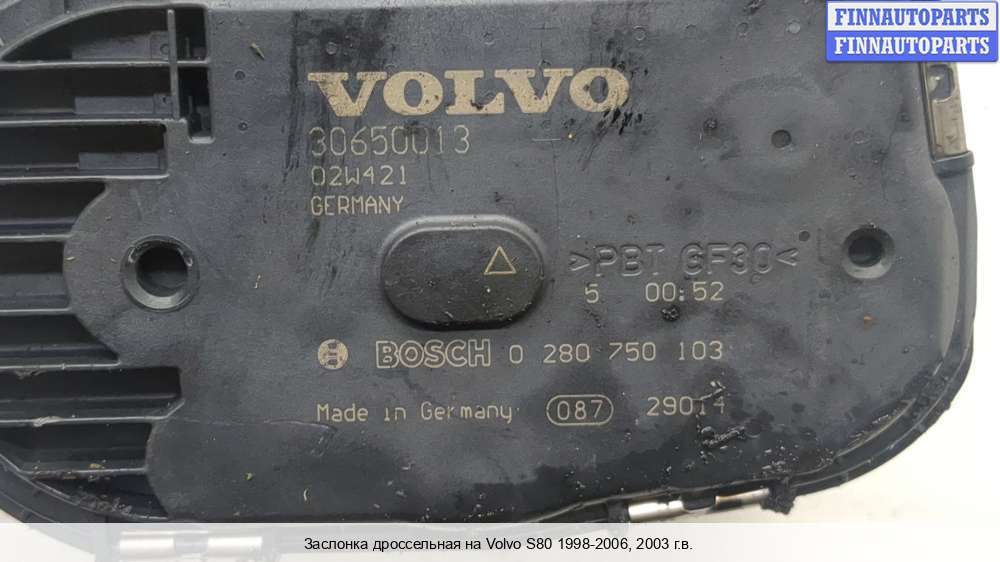 FINNAUTOPARTS
FINNAUTOPARTS
VOLVO
30650013
02W421
GERMANY
>PBT GF30<
5 00:52
BOSCH 0 280 750 103
Made in Germany 087 29014
Заслонка дроссельная на Volvo S80 1998-2006, 2003 г.в.